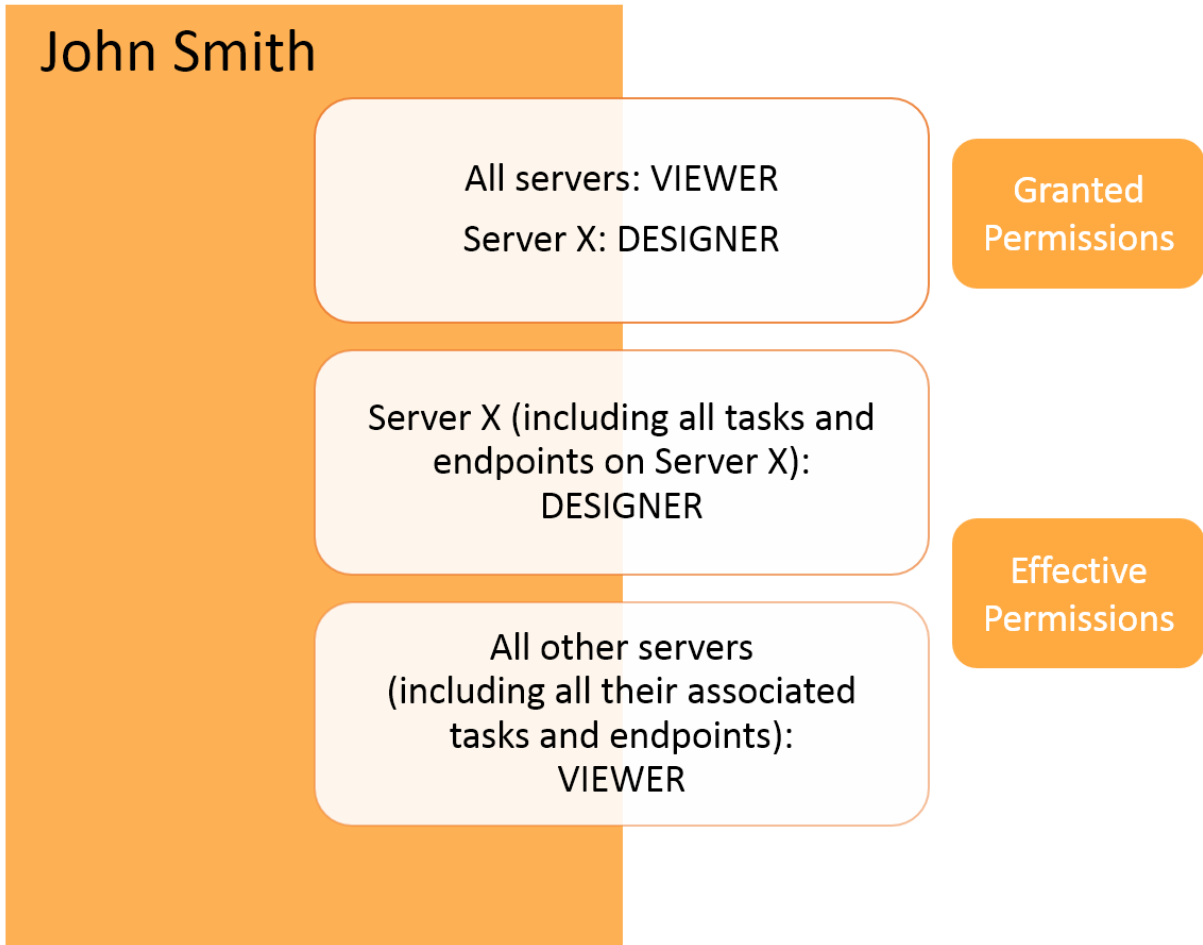 John Smith
All servers: VIEWER
Server X: DESIGNER
Granted
Permissions
Server X (including all tasks and
endpoints on Server X):
DESIGNER
Effective
Permissions
All other servers
(including all their associated
tasks and endpoints):
VIEWER